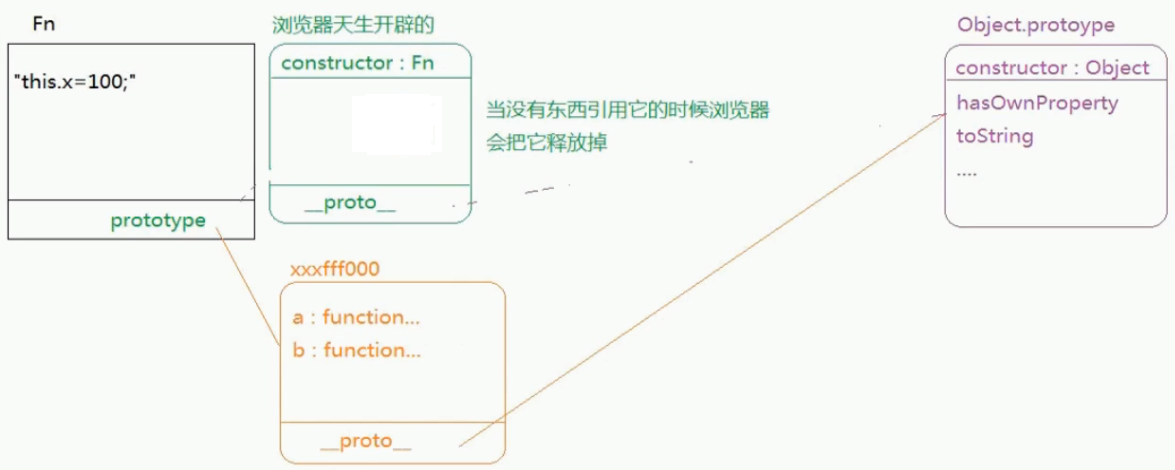 Fn
"this.x=100;"
prototype
浏览器天生开辟的
constructor : Fn
__proto__
当没有东西引用它的时候浏览器
会把它释放掉
xxxfff000
a : function...
b : function...
__proto__
Object.protoype
constructor : Object
hasOwnProperty
toString
....